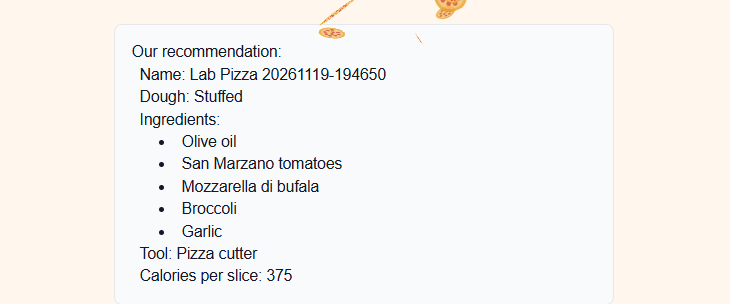 Our recommendation:
Name: Lab Pizza 20261119-194650
Dough: Stuffed
Ingredients:
• Olive oil
• San Marzano tomatoes
• Mozzarella di bufala
• Broccoli
• Garlic
Tool: Pizza cutter
Calories per slice: 375